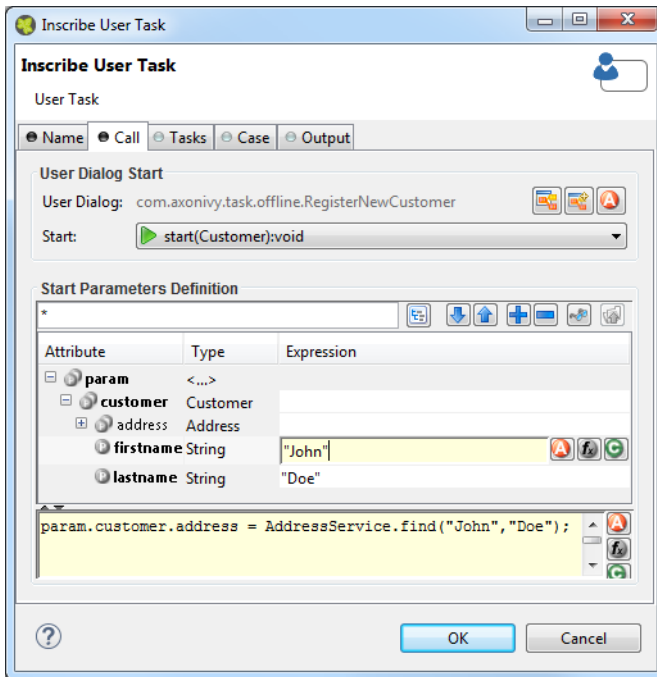 Inscribe User Task
Inscribe User Task
User Task
Name Call Tasks Case Output
User Dialog Start
User Dialog: com.axonivy.task.offline.RegisterNewCustomer
Start: start(Customer):void
Start Parameters Definition
*
Attribute Type Expression
param <...>
customer Customer
address Address
firstname String "John"
lastname String "Doe"
param.customer.address = AddressService.find("John","Doe");
OK Cancel